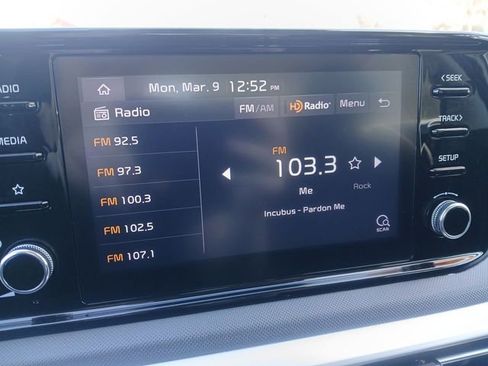 Mon, Mar. 9 12:52 PM
Radio FM/AM HD Radio Menu
FM 92.5
FM 97.3
FM 100.3
FM 102.5
FM 107.1
FM
103.3
Me
Rock
Incubus - Pardon Me
SCAN
RADIO
MEDIA
<SEEK
TRACK>
SETUP